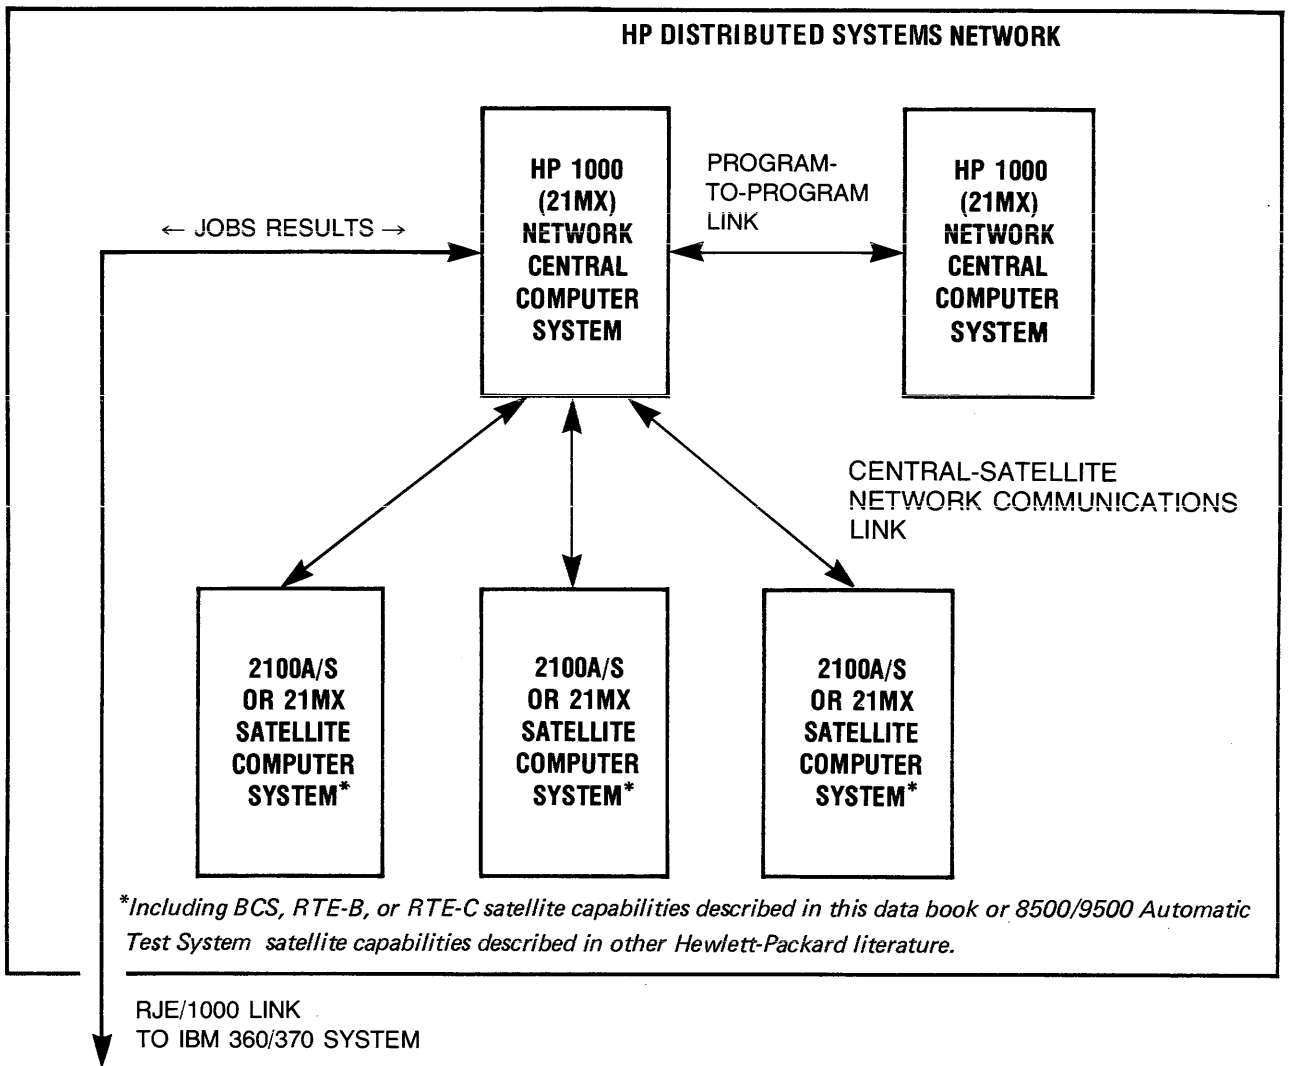 HP DISTRIBUTED SYSTEMS NETWORK
HP 1000
(21MX)
NETWORK
CENTRAL
COMPUTER
SYSTEM
PROGRAM-
TO-PROGRAM
LINK
HP 1000
(21MX)
NETWORK
CENTRAL
COMPUTER
SYSTEM
← JOBS RESULTS →
CENTRAL-SATELLITE
NETWORK COMMUNICATIONS
LINK
2100A/S
OR 21MX
SATELLITE
COMPUTER
SYSTEM*
2100A/S
OR 21MX
SATELLITE
COMPUTER
SYSTEM*
2100A/S
OR 21MX
SATELLITE
COMPUTER
SYSTEM*
*Including BCS, RTE-B, or RTE-C satellite capabilities described in this data book or 8500/9500 Automatic
Test System satellite capabilities described in other Hewlett-Packard literature.
RJE/1000 LINK
TO IBM 360/370 SYSTEM